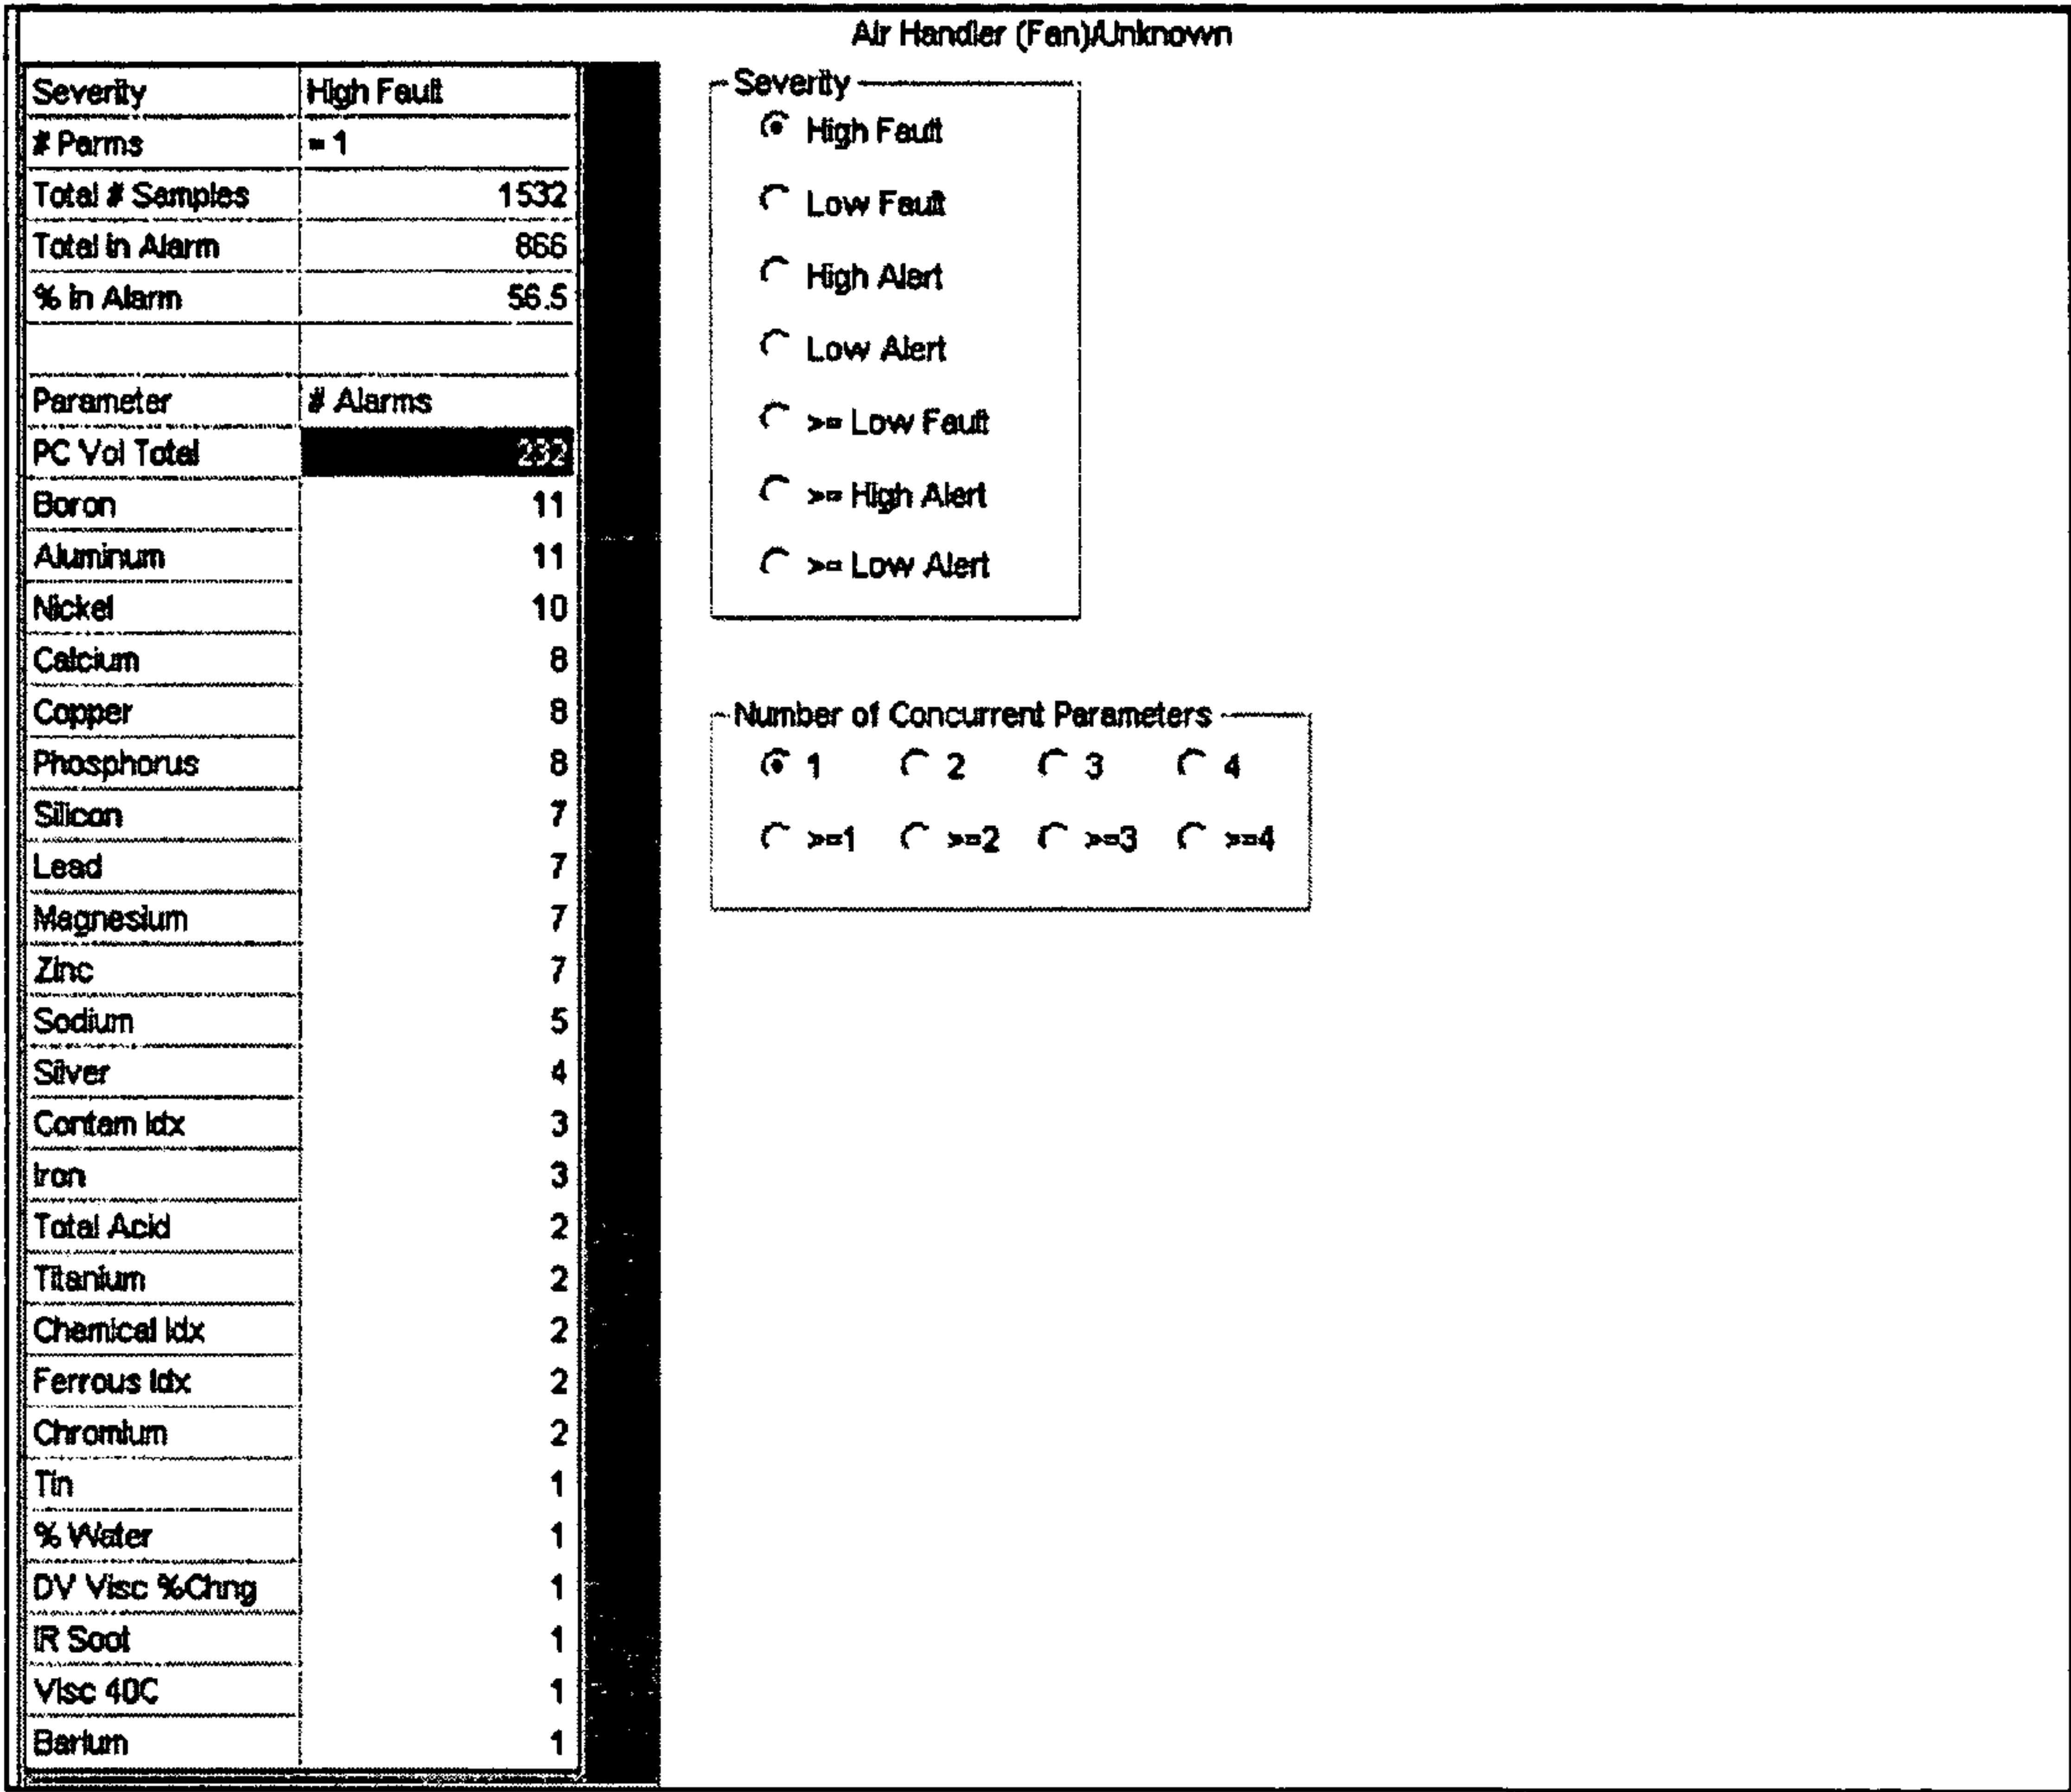 Air Handler (Fan)/Unknown
Severity High Fault
# Parms = 1
Total # Samples 1532
Total in Alarm 866
% in Alarm 56.5
Parameter # Alarms
PC Vol Total 232
Boron 11
Aluminum 11
Nickel 10
Calcium 8
Copper 8
Phosphorus 8
Silicon 7
Lead 7
Magnesium 7
Zinc 7
Sodium 5
Silver 4
Contam Idx 3
Iron 3
Total Acid 2
Titanium 2
Chemical Idx 2
Ferrous Idx 2
Chromium 2
Tin 1
% Water 1
DV Visc %Chng 1
IR Soot 1
Visc 40C 1
Barium 1
Severity
High Fault
Low Fault
High Alert
Low Alert
>= Low Fault
>= High Alert
>= Low Alert
Number of Concurrent Parameters
1 2 3 4
>=1 >=2 >=3 >=4